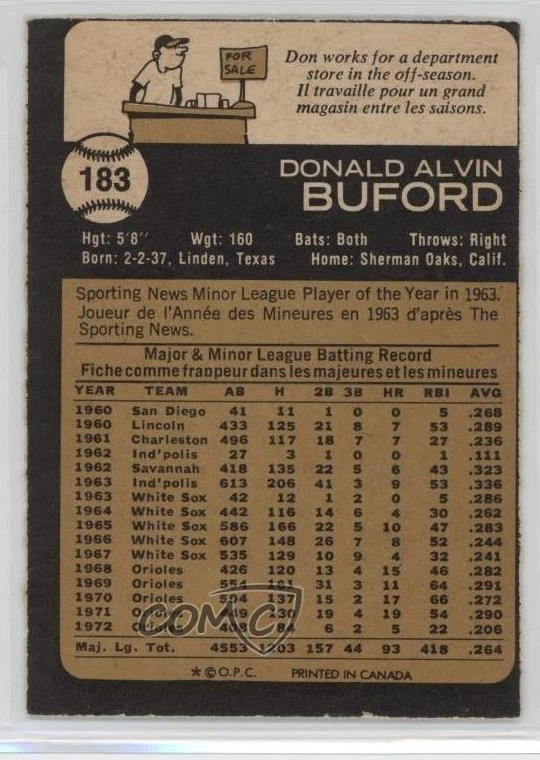 FOR
SALE
Don works for a department
store in the off-season.
Il travaille pour un grand
magasin entre les saisons.
183
DONALD ALVIN
BUFORD
Hgt: 5'8" Wgt: 160 Bats: Both Throws: Right
Born: 2-2-37, Linden, Texas Home: Sherman Oaks, Calif.
Sporting News Minor League Player of the Year in 1963.
Joueur de l'Année des Mineures en 1963 d'après The
Sporting News.
Major & Minor League Batting Record
Fiche comme frappeur dans les majeures et les mineures
YEAR TEAM AB H 2B 3B HR RBI AVG
1960 San Diego 41 11 1 0 0 5 .268
1960 Lincoln 433 125 21 8 7 53 .289
1961 Charleston 496 117 18 7 7 27 .236
1962 Ind'polis 27 3 1 0 0 1 .111
1962 Savannah 418 135 22 5 6 43 .323
1963 Ind'polis 613 206 41 3 9 53 .336
1963 White Sox 42 12 1 2 0 5 .286
1964 White Sox 442 116 14 6 4 30 .262
1965 White Sox 586 166 22 5 10 47 .283
1966 White Sox 607 148 26 7 8 52 .244
1967 White Sox 535 129 10 9 4 32 .241
1968 Orioles 426 120 13 4 15 46 .282
1969 Orioles 554 161 31 3 11 64 .291
1970 Orioles 504 137 15 2 17 66 .272
1971 Orioles 449 130 19 4 19 54 .290
1972 Orioles 408 84 6 2 5 22 .206
Maj. Lg. Tot. 4553 1203 157 44 93 418 .264
* © O.P.C. PRINTED IN CANADA
COMC